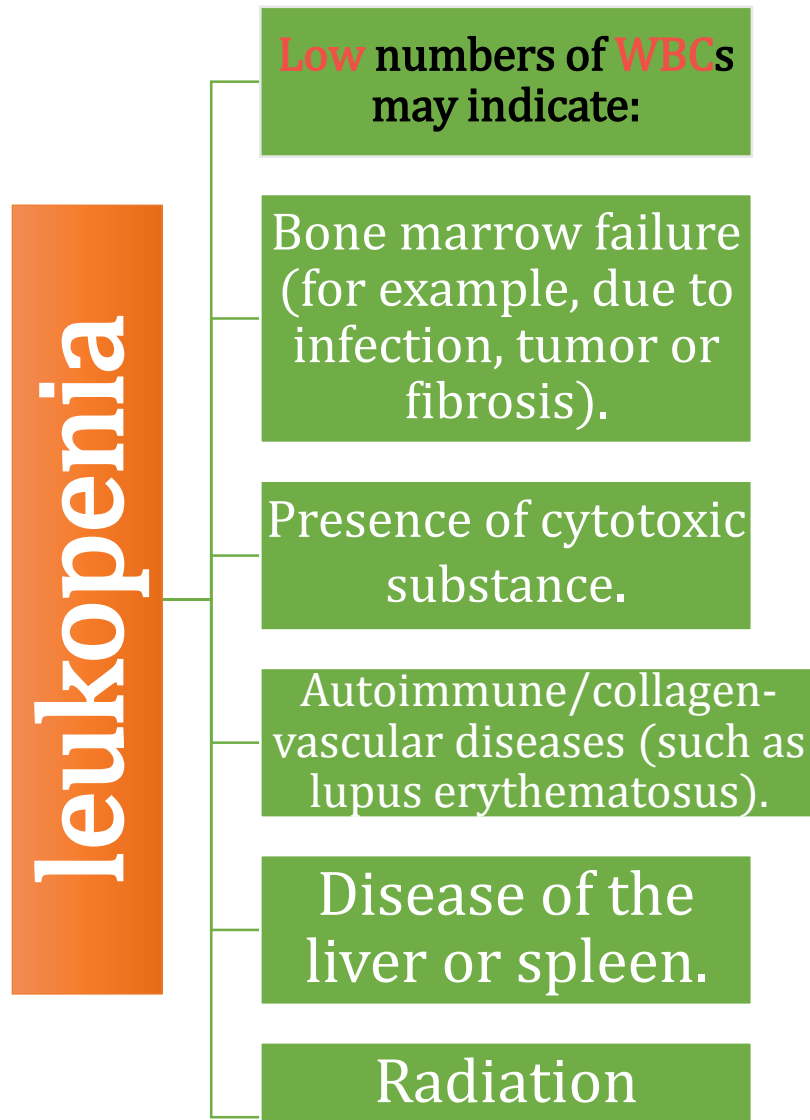 leukopenia
Low numbers of WBCs
may indicate:
Bone marrow failure
(for example, due to
infection, tumor or
fibrosis).
Presence of cytotoxic
substance.
Autoimmune/collagen-
vascular diseases (such as
lupus erythematosus).
Disease of the
liver or spleen.
Radiation